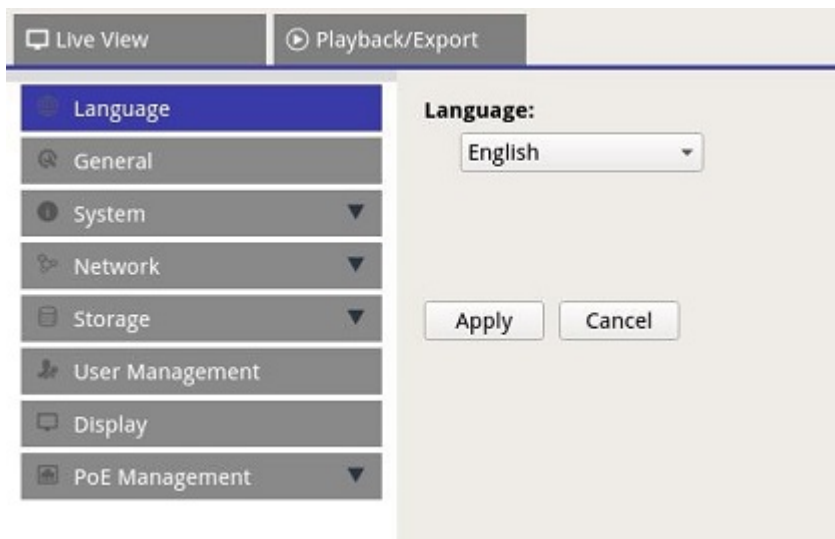 Live View
Playback/Export
Language
General
System
Network
Storage
User Management
Display
PoE Management
Language:
English
Apply
Cancel